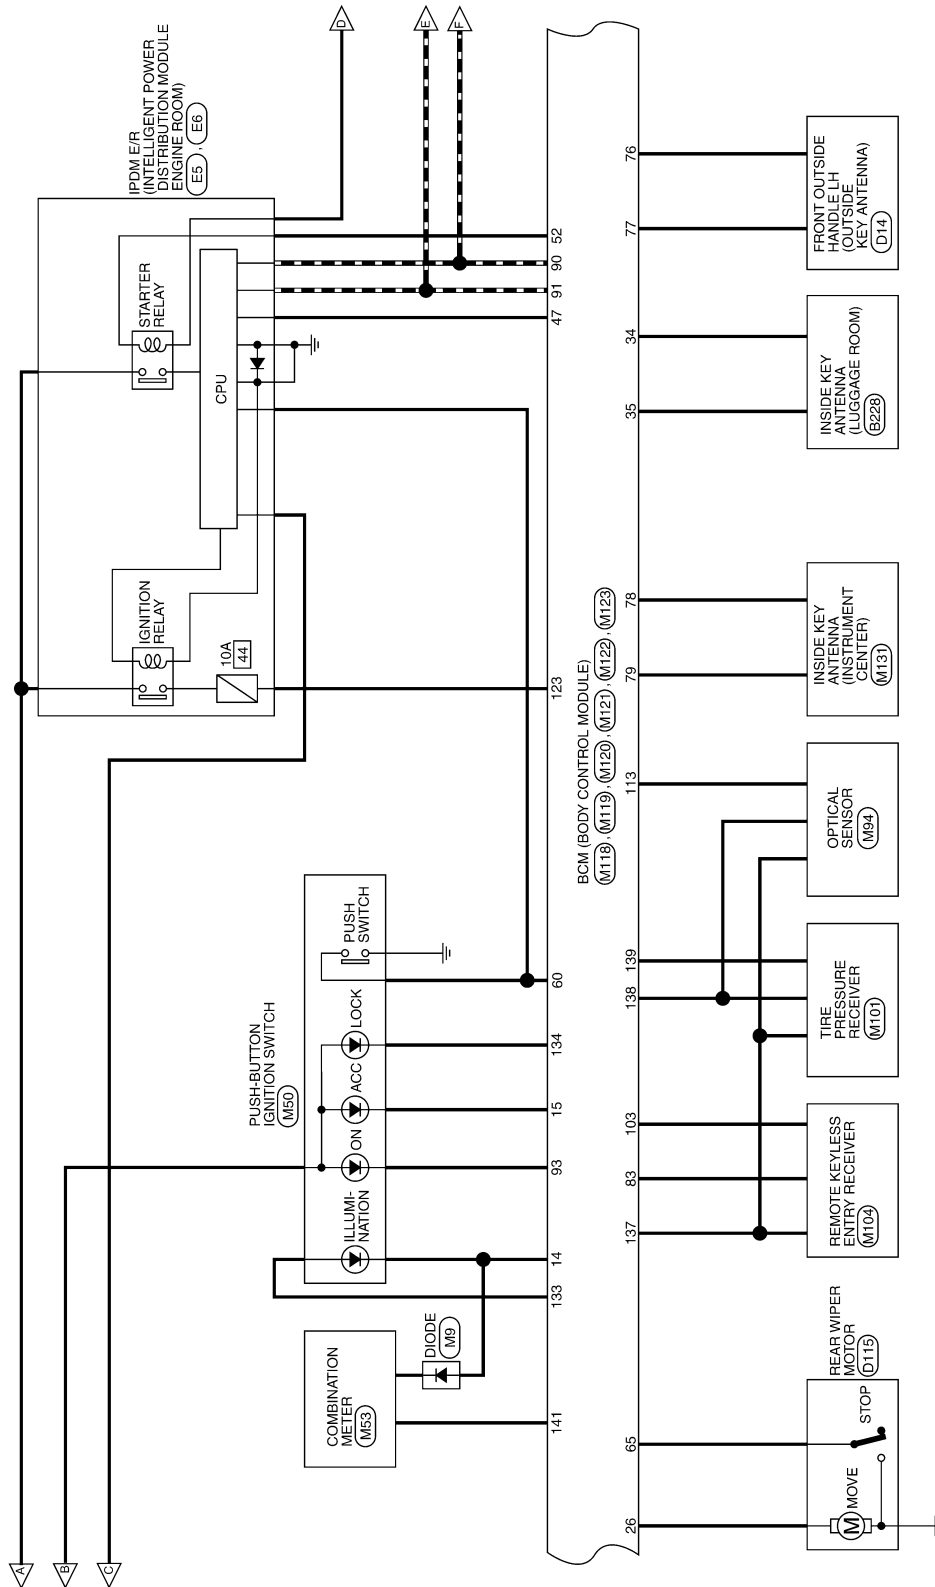 A
B
C
D
E
F
IPDM E/R
(INTELLIGENT POWER
DISTRIBUTION MODULE
ENGINE ROOM)
E5 , E6
STARTER
RELAY
CPU
IGNITION
RELAY
10A
44
PUSH-BUTTON
IGNITION SWITCH
M50
ILLUMI-
NATION
ON
ACC
LOCK
PUSH
SWITCH
COMBINATION
METER
M53
DIODE
M9
141
133
14
93
15
134
60
123
47
91
90
52
BCM (BODY CONTROL MODULE)
M118 , M119 , M120 , M121 , M122 , M123
26
65
137
83
103
138
139
113
79
78
35
34
77
76
REAR WIPER
MOTOR
D115
M
MOVE
STOP
REMOTE KEYLESS
ENTRY RECEIVER
M104
TIRE
PRESSURE
RECEIVER
M101
OPTICAL
SENSOR
M94
INSIDE KEY
ANTENNA
(INSTRUMENT
CENTER)
M131
INSIDE KEY
ANTENNA
(LUGGAGE ROOM)
B228
FRONT OUTSIDE
HANDLE LH
(OUTSIDE
KEY ANTENNA)
D14